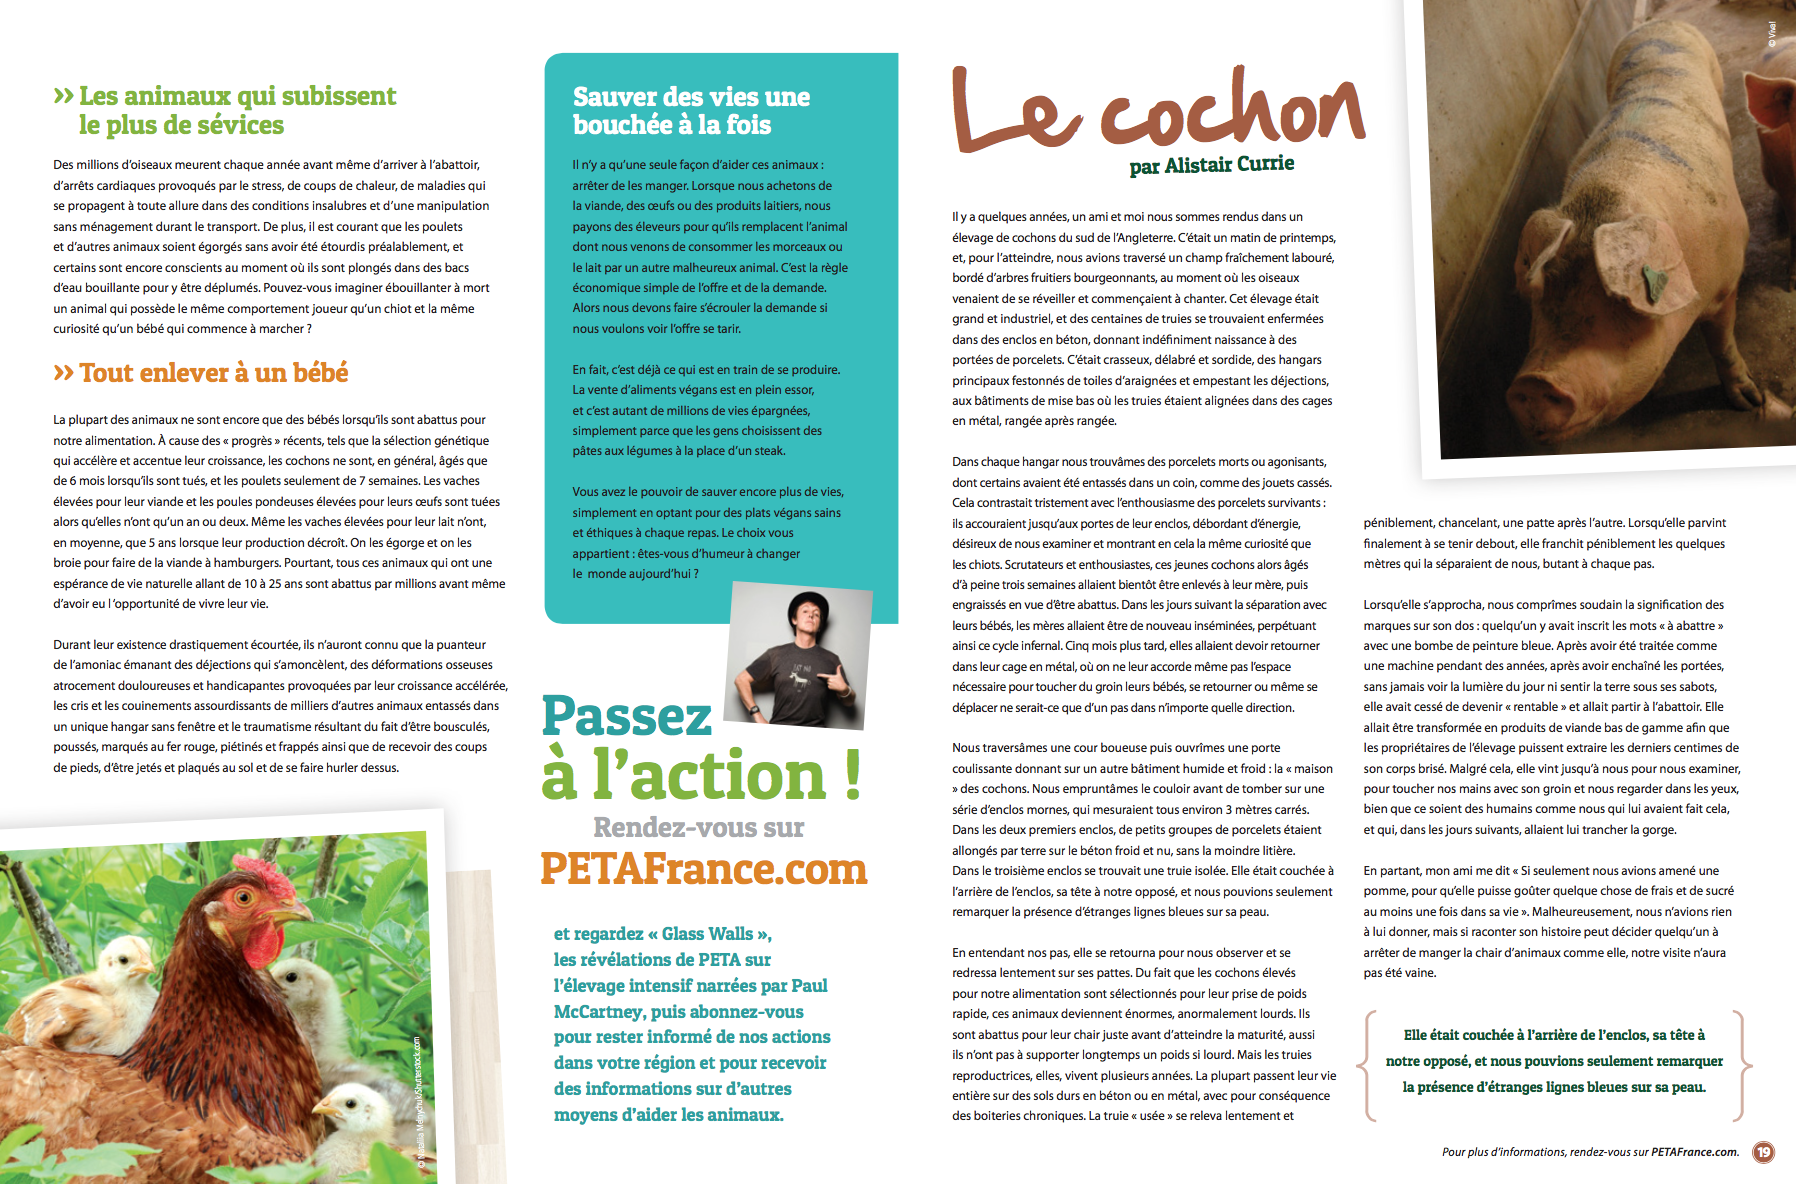 >> Les animaux qui subissent
le plus de sévices
Des millions d’oiseaux meurent chaque année avant même d’arriver à l’abattoir,
d’arrêts cardiaques provoqués par le stress, de coups de chaleur, de maladies qui
se propagent à toute allure dans des conditions insalubres et d’une manipulation
sans ménagement durant le transport. De plus, il est courant que les poulets
et d’autres animaux soient égorgés sans avoir été étourdis préalablement, et
certains sont encore conscients au moment où ils sont plongés dans des bacs
d’eau bouillante pour y être déplumés. Pouvez-vous imaginer ébouillanter à mort
un animal qui possède le même comportement joueur qu’un chiot et la même
curiosité qu’un bébé qui commence à marcher ?
>> Tout enlever à un bébé
La plupart des animaux ne sont encore que des bébés lorsqu’ils sont abattus pour
notre alimentation. À cause des « progrès » récents, tels que la sélection génétique
qui accélère et accentue leur croissance, les cochons ne sont, en général, âgés que
de 6 mois lorsqu’ils sont tués, et les poulets seulement de 7 semaines. Les vaches
élevées pour leur viande et les poules pondeuses élevées pour leurs œufs sont tuées
alors qu’elles n’ont qu’un an ou deux. Même les vaches élevées pour leur lait n’ont,
en moyenne, que 5 ans lorsque leur production décroît. On les égorge et on les
broie pour faire de la viande à hamburgers. Pourtant, tous ces animaux qui ont une
espérance de vie naturelle allant de 10 à 25 ans sont abattus par millions avant même
d’avoir eu l ‘opportunité de vivre leur vie.
Durant leur existence drastiquement écourtée, ils n’auront connu que la puanteur
de l’amoniac émanant des déjections qui s’amoncèlent, des déformations osseuses
atrocement douloureuses et handicapantes provoquées par leur croissance accélérée,
les cris et les couinements assourdissants de milliers d’autres animaux entassés dans
un unique hangar sans fenêtre et le traumatisme résultant du fait d’être bousculés,
poussés, marqués au fer rouge, piétinés et frappés ainsi que de recevoir des coups
de pieds, d’être jetés et plaqués au sol et de se faire hurler dessus.
© Natallia Melnychuk/Shutterstock.com
Sauver des vies une
bouchée à la fois
Il n’y a qu’une seule façon d’aider ces animaux :
arrêter de les manger. Lorsque nous achetons de
la viande, des œufs ou des produits laitiers, nous
payons des éleveurs pour qu’ils remplacent l’animal
dont nous venons de consommer les morceaux ou
le lait par un autre malheureux animal. C’est la règle
économique simple de l’offre et de la demande.
Alors nous devons faire s’écrouler la demande si
nous voulons voir l’offre se tarir.
En fait, c’est déjà ce qui est en train de se produire.
La vente d’aliments végans est en plein essor,
et c’est autant de millions de vies épargnées,
simplement parce que les gens choisissent des
pâtes aux légumes à la place d’un steak.
Vous avez le pouvoir de sauver encore plus de vies,
simplement en optant pour des plats végans sains
et éthiques à chaque repas. Le choix vous
appartient : êtes-vous d’humeur à changer
le monde aujourd’hui ?
EAT NO
Passez
à l’action !
Rendez-vous sur
PETAFrance.com
et regardez « Glass Walls »,
les révélations de PETA sur
l’élevage intensif narrées par Paul
McCartney, puis abonnez-vous
pour rester informé de nos actions
dans votre région et pour recevoir
des informations sur d’autres
moyens d’aider les animaux.
Le cochon
par Alistair Currie
Il y a quelques années, un ami et moi nous sommes rendus dans un
élevage de cochons du sud de l’Angleterre. C’était un matin de printemps,
et, pour l’atteindre, nous avions traversé un champ fraîchement labouré,
bordé d’arbres fruitiers bourgeonnants, au moment où les oiseaux
venaient de se réveiller et commençaient à chanter. Cet élevage était
grand et industriel, et des centaines de truies se trouvaient enfermées
dans des enclos en béton, donnant indéfiniment naissance à des
portées de porcelets. C’était crasseux, délabré et sordide, des hangars
principaux festonnés de toiles d’araignées et empestant les déjections,
aux bâtiments de mise bas où les truies étaient alignées dans des cages
en métal, rangée après rangée.
Dans chaque hangar nous trouvâmes des porcelets morts ou agonisants,
dont certains avaient été entassés dans un coin, comme des jouets cassés.
Cela contrastait tristement avec l’enthousiasme des porcelets survivants :
ils accouraient jusqu’aux portes de leur enclos, débordant d’énergie,
désireux de nous examiner et montrant en cela la même curiosité que
les chiots. Scrutateurs et enthousiastes, ces jeunes cochons alors âgés
d’à peine trois semaines allaient bientôt être enlevés à leur mère, puis
engraissés en vue d’être abattus. Dans les jours suivant la séparation avec
leurs bébés, les mères allaient être de nouveau inséminées, perpétuant
ainsi ce cycle infernal. Cinq mois plus tard, elles allaient devoir retourner
dans leur cage en métal, où on ne leur accorde même pas l’espace
nécessaire pour toucher du groin leurs bébés, se retourner ou même se
déplacer ne serait-ce que d’un pas dans n’importe quelle direction.
Nous traversâmes une cour boueuse puis ouvrîmes une porte
coulissante donnant sur un autre bâtiment humide et froid : la « maison
» des cochons. Nous empruntâmes le couloir avant de tomber sur une
série d’enclos mornes, qui mesuraient tous environ 3 mètres carrés.
Dans les deux premiers enclos, de petits groupes de porcelets étaient
allongés par terre sur le béton froid et nu, sans la moindre litière.
Dans le troisième enclos se trouvait une truie isolée. Elle était couchée à
l’arrière de l’enclos, sa tête à notre opposé, et nous pouvions seulement
remarquer la présence d’étranges lignes bleues sur sa peau.
En entendant nos pas, elle se retourna pour nous observer et se
redressa lentement sur ses pattes. Du fait que les cochons élevés
pour notre alimentation sont sélectionnés pour leur prise de poids
rapide, ces animaux deviennent énormes, anormalement lourds. Ils
sont abattus pour leur chair juste avant d’atteindre la maturité, aussi
ils n’ont pas à supporter longtemps un poids si lourd. Mais les truies
reproductrices, elles, vivent plusieurs années. La plupart passent leur vie
entière sur des sols durs en béton ou en métal, avec pour conséquence
des boiteries chroniques. La truie « usée » se releva lentement et
© Viva!
péniblement, chancelant, une patte après l’autre. Lorsqu’elle parvint
finalement à se tenir debout, elle franchit péniblement les quelques
mètres qui la séparaient de nous, butant à chaque pas.
Lorsqu’elle s’approcha, nous comprîmes soudain la signification des
marques sur son dos : quelqu’un y avait inscrit les mots « à abattre »
avec une bombe de peinture bleue. Après avoir été traitée comme
une machine pendant des années, après avoir enchaîné les portées,
sans jamais voir la lumière du jour ni sentir la terre sous ses sabots,
elle avait cessé de devenir « rentable » et allait partir à l’abattoir. Elle
allait être transformée en produits de viande bas de gamme afin que
les propriétaires de l’élevage puissent extraire les derniers centimes de
son corps brisé. Malgré cela, elle vint jusqu’à nous pour nous examiner,
pour toucher nos mains avec son groin et nous regarder dans les yeux,
bien que ce soient des humains comme nous qui lui avaient fait cela,
et qui, dans les jours suivants, allaient lui trancher la gorge.
En partant, mon ami me dit « Si seulement nous avions amené une
pomme, pour qu’elle puisse goûter quelque chose de frais et de sucré
au moins une fois dans sa vie ». Malheureusement, nous n’avions rien
à lui donner, mais si raconter son histoire peut décider quelqu’un à
arrêter de manger la chair d’animaux comme elle, notre visite n’aura
pas été vaine.
Elle était couchée à l’arrière de l’enclos, sa tête à
notre opposé, et nous pouvions seulement remarquer
la présence d’étranges lignes bleues sur sa peau.
Pour plus d’informations, rendez-vous sur PETAFrance.com.
19